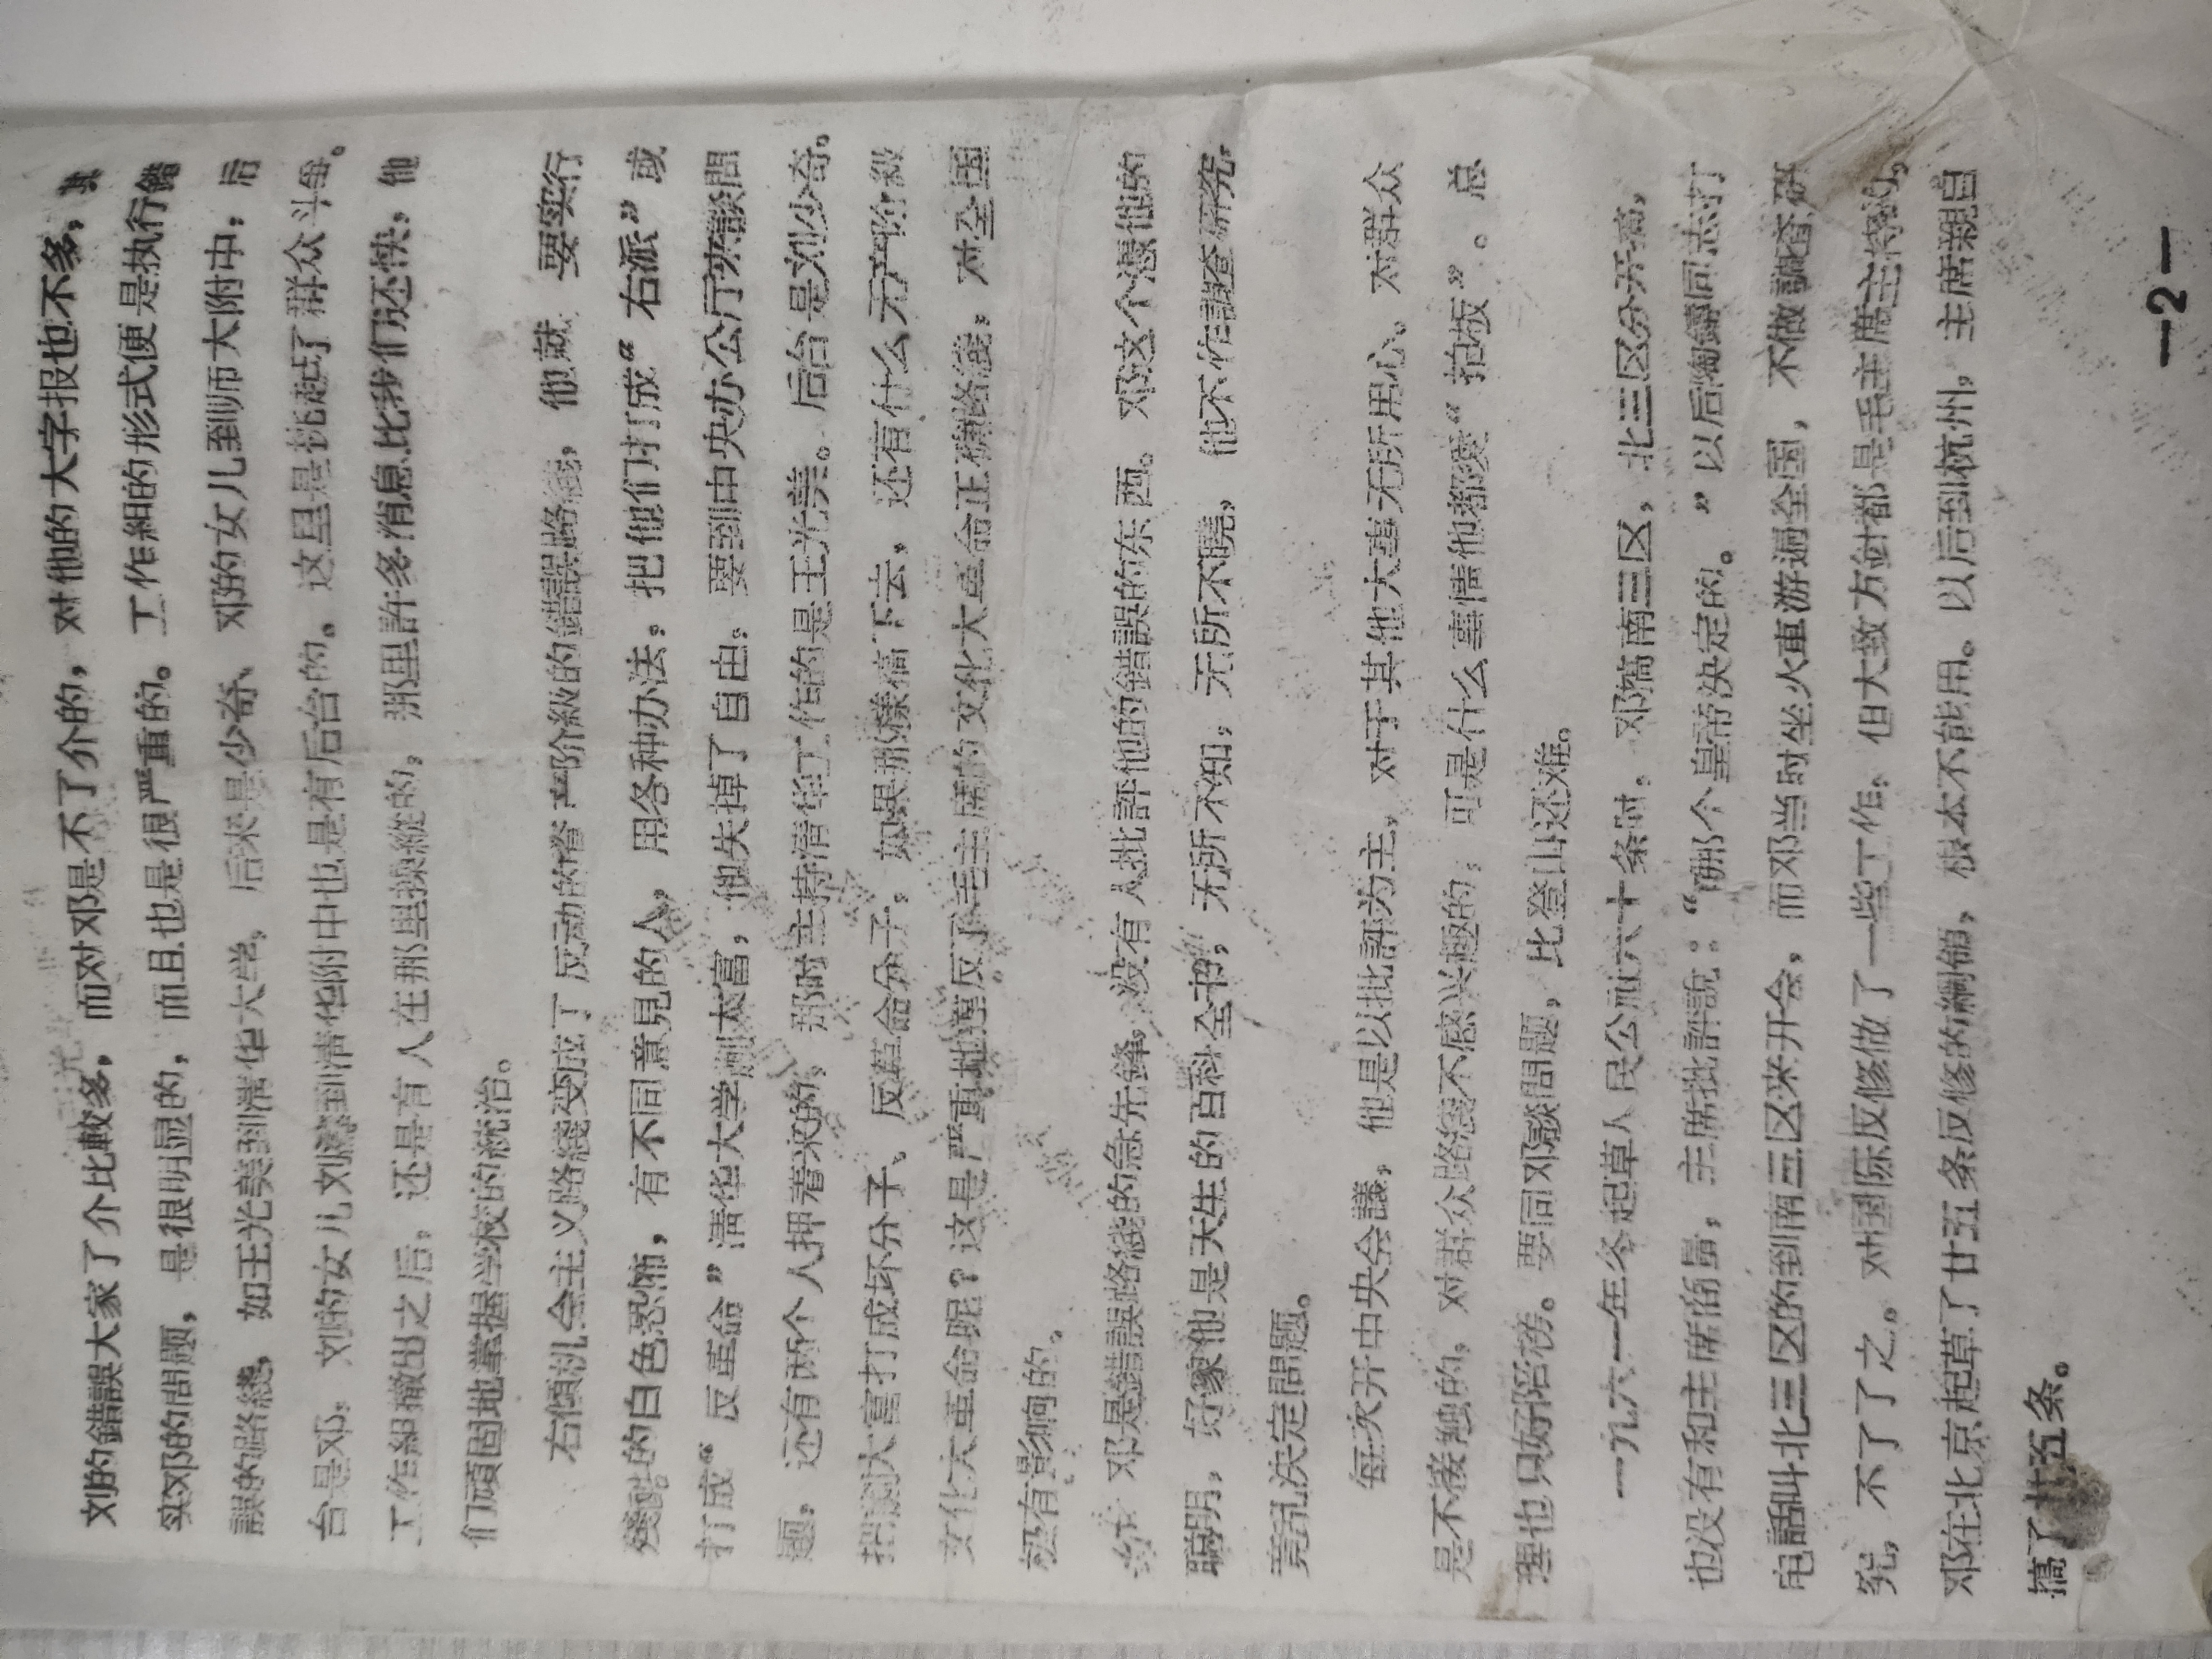 刘的錯誤大家了介比較多，而对邓是不了介的，对他的大字报也不多，其
实邓的問题，是很明显的，而且也是很严重的。工作組的形式便是执行錯
誤的路綫，如王光美到清华大学，后来是少奇、邓的女儿到师大附中，后
台是邓，刘的女儿刘涛到清华附中也是有后台的。这里是挑起了群众斗爭。
工作組撤出之后，还是有人在那里操縱的，那里許多消息比我们还快，他
们頑固地掌握学校的統治。
右傾机会主义路綫变成了反动的資产阶級的錯誤路綫，他就要实行
殘酷的白色恐怖，有不同意見的人，用各种办法，把他们打成“右派”或
打成“反革命”清华大学蒯大富，他失掉了自由，要到中央办公厅来談問
题，还有两个人押着来的，那时主持清华工作的是王光美。后台是刘少奇。
把蒯大富打成坏分子、反革命分子，如果那樣搞下去，还有什么无产阶級
文化大革命呢？这是严重地違反了毛主席的文化大革命正确路綫，对全国
极有影响的。
邓是錯誤路綫的急先鋒，没有人批評他的錯誤的东西。邓这个憑他的
聪明，好象他是天生的百科全书，无所不知，无所不曉，他不作調查研究，
竟乱决定問题。
每次开中央会議，他是以批評为主，对于其他大事无所用心。对群众
是不接触的，对群众路綫不感兴趣的，可是什么事情他都爱“拍板”。总
理也只好陪榜。要同邓談問题，比登山还难。
一九六一年冬起草人民公社六十条时，邓搞南三区，北三区分开搞，
也没有和主席商量，主席批評說：“哪个皇帝决定的。”以后陶鑄同志打
电話叫北三区的到南三区来开会，而邓当时坐火車游遍全国，不做調查研
究，不了了之。对国际反修做了一些工作，但大致方針都是毛主席主持的，
邓在北京起草了廿五条反修的綱領，根本不能用。以后到杭州，主席親自
搞了廿五条。
—2—